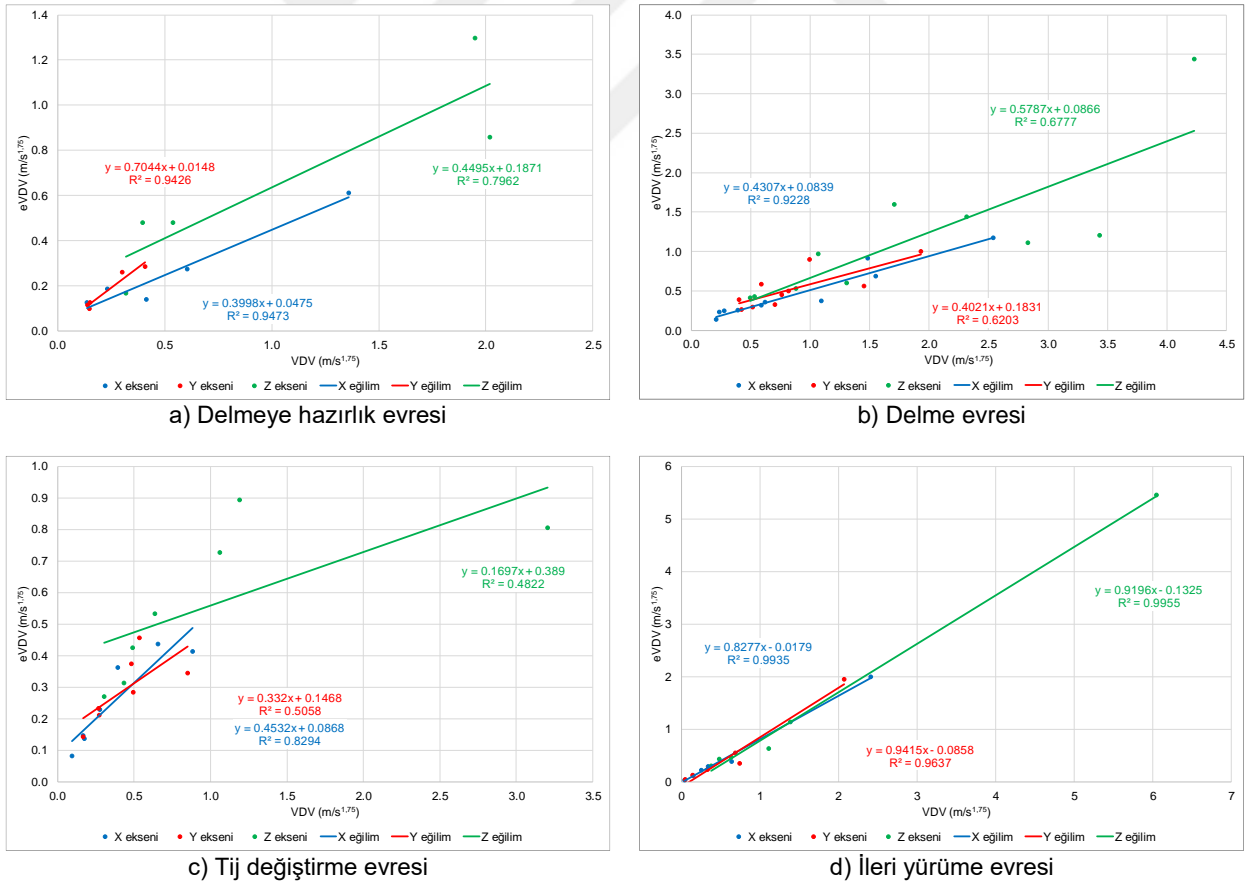 1.4
1.2
1.0
0.8
0.6
0.4
0.2
0.0
eVDV (m/s^1,75)
y = 0.7044x + 0.0148
R² = 0.9426
y = 0.4495x + 0.1871
R² = 0.7962
y = 0.3998x + 0.0475
R² = 0.9473
0.0 0.5 1.0 1.5 2.0 2.5
VDV (m/s^1,75)
X ekseni Y ekseni Z ekseni X eğilim Y eğilim Z eğilim
a) Delmeye hazırlık evresi
4.0
3.5
3.0
2.5
2.0
1.5
1.0
0.5
0.0
eVDV (m/s^1,75)
y = 0.5787x + 0.0866
R² = 0.6777
y = 0.4307x + 0.0839
R² = 0.9228
y = 0.4021x + 0.1831
R² = 0.6203
0.0 0.5 1.0 1.5 2.0 2.5 3.0 3.5 4.0 4.5
VDV (m/s^1,75)
X ekseni Y ekseni Z ekseni X eğilim Y eğilim Z eğilim
b) Delme evresi
1.0
0.9
0.8
0.7
0.6
0.5
0.4
0.3
0.2
0.1
0.0
eVDV (m/s^1,75)
y = 0.1697x + 0.389
R² = 0.4822
y = 0.332x + 0.1468
R² = 0.5058
y = 0.4532x + 0.0868
R² = 0.8294
0.0 0.5 1.0 1.5 2.0 2.5 3.0 3.5
VDV (m/s^1,75)
X ekseni Y ekseni Z ekseni X eğilim Y eğilim Z eğilim
c) Tij değiştirme evresi
6
5
4
3
2
1
0
eVDV (m/s^1,75)
y = 0.9196x - 0.1325
R² = 0.9955
y = 0.8277x - 0.0179
R² = 0.9935
y = 0.9415x - 0.0858
R² = 0.9637
0 1 2 3 4 5 6 7
VDV (m/s^1,75)
X ekseni Y ekseni Z ekseni X eğilim Y eğilim Z eğilim
d) İleri yürüme evresi